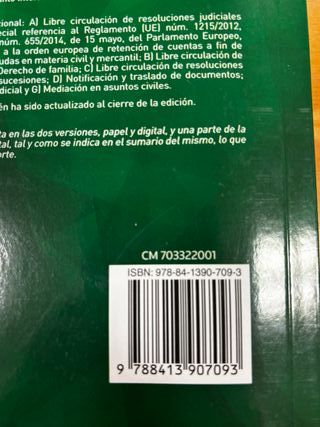 cional: A) Libre circulación de resoluciones judiciales
ecial referencia al Reglamento (UE) núm. 1215/2012,
núm. 655/2014, de 15 mayo, del Parlamento Europeo,
a la orden europea de retención de cuentas a fin de
udas en materia civil y mercantil; B) Libre circulación de
Derecho de familia; C) Libre circulación de resoluciones
sucesiones; D) Notificación y traslado de documentos;
dicial y G) Mediación en asuntos civiles.
én ha sido actualizado al cierre de la edición.
ta en las dos versiones, papel y digital, y una parte de la
tal, tal y como se indica en el sumario del mismo, lo que
orte.
CM 703322001
ISBN: 978-84-1390-709-3
9 788413 907093